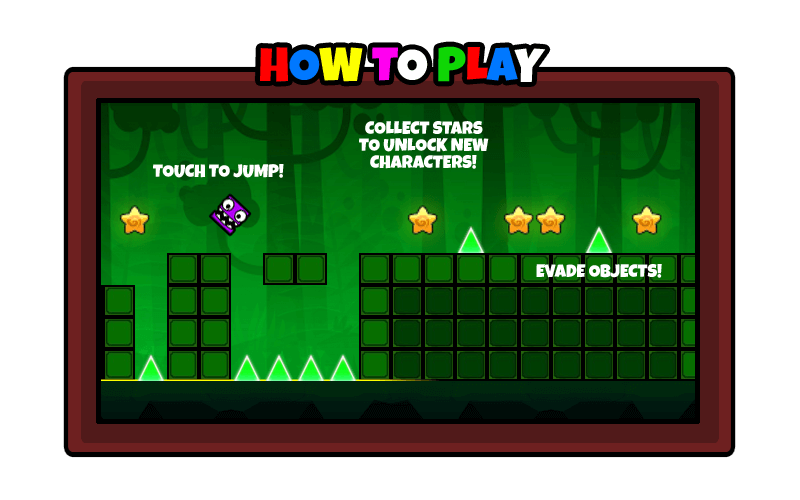 HOW TO PLAY
COLLECT STARS
TO UNLOCK NEW
CHARACTERS!
TOUCH TO JUMP!
EVADE OBJECTS!